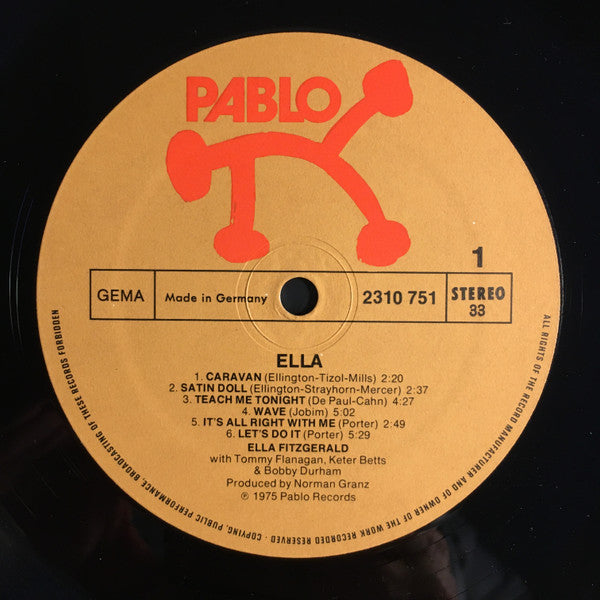 PABLO
1
GEMA
Made in Germany
2310 751
STEREO
33
ELLA
1. CARAVAN (Ellington-Tizol-Mills) 2:20
2. SATIN DOLL (Ellington-Strayhorn-Mercer) 2:37
3. TEACH ME TONIGHT (De Paul-Cahn) 4:27
4. WAVE (Jobim) 5:02
5. IT'S ALL RIGHT WITH ME (Porter) 2:49
6. LET'S DO IT (Porter) 5:29
ELLA FITZGERALD
with Tommy Flanagan, Keter Betts
& Bobby Durham
Produced by Norman Granz
℗ 1975 Pablo Records
ALL RIGHTS OF THE RECORD MANUFACTURER AND OF OWNER OF THE WORK RECORDED RESERVED - COPYING, PUBLIC PERFORMANCE, BROADCASTING OF THESE RECORDS FORBIDDEN